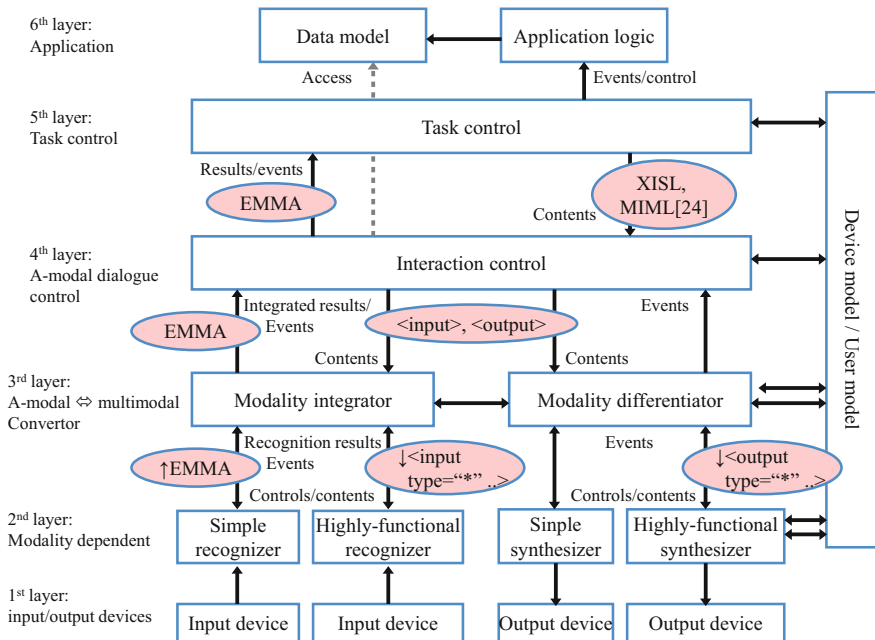 6th layer:
Application
Data model
Application logic
Access
Events/control
5th layer:
Task control
Task control
Results/events
EMMA
XISL,
MIML[24]
Contents
4th layer:
A-modal dialogue
control
Interaction control
Device model / User model
Integrated results/
Events
EMMA
<input>, <output>
Events
Contents
Contents
3rd layer:
A-modal ⇔ multimodal
Convertor
Modality integrator
Modality differentiator
Recognition results
Events
↑EMMA
↓<input
type=“*” ..>
Events
↓<output
type=“*” ..>
Controls/contents
Controls/contents
2nd layer:
Modality dependent
Simple
recognizer
Highly-functional
recognizer
Sinple
synthesizer
Highly-functional
synthesizer
1st layer:
input/output devices
Input device
Input device
Output device
Output device